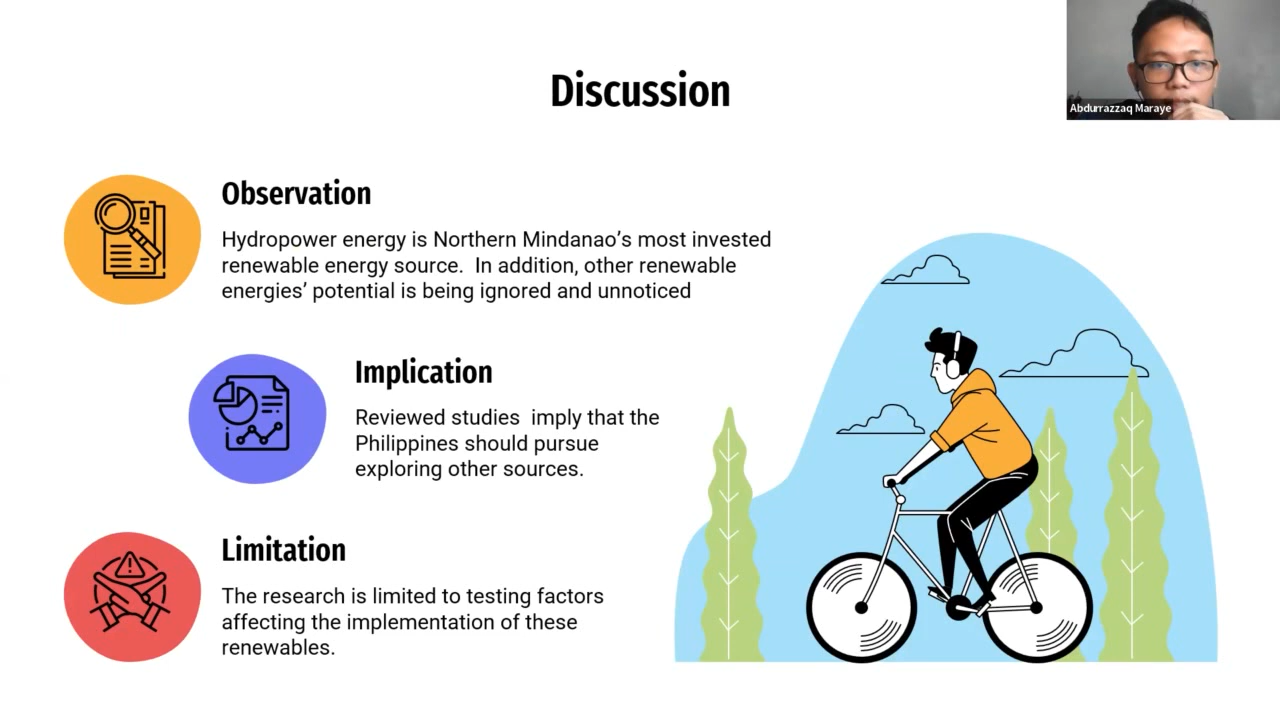 Discussion
Abdurrazzaq Maraye
Observation
Hydropower energy is Northern Mindanao’s most invested
renewable energy source.  In addition, other renewable
energies’ potential is being ignored and unnoticed
Implication
Reviewed studies  imply that the
Philippines should pursue
exploring other sources.
Limitation
The research is limited to testing factors
affecting the implementation of these
renewables.